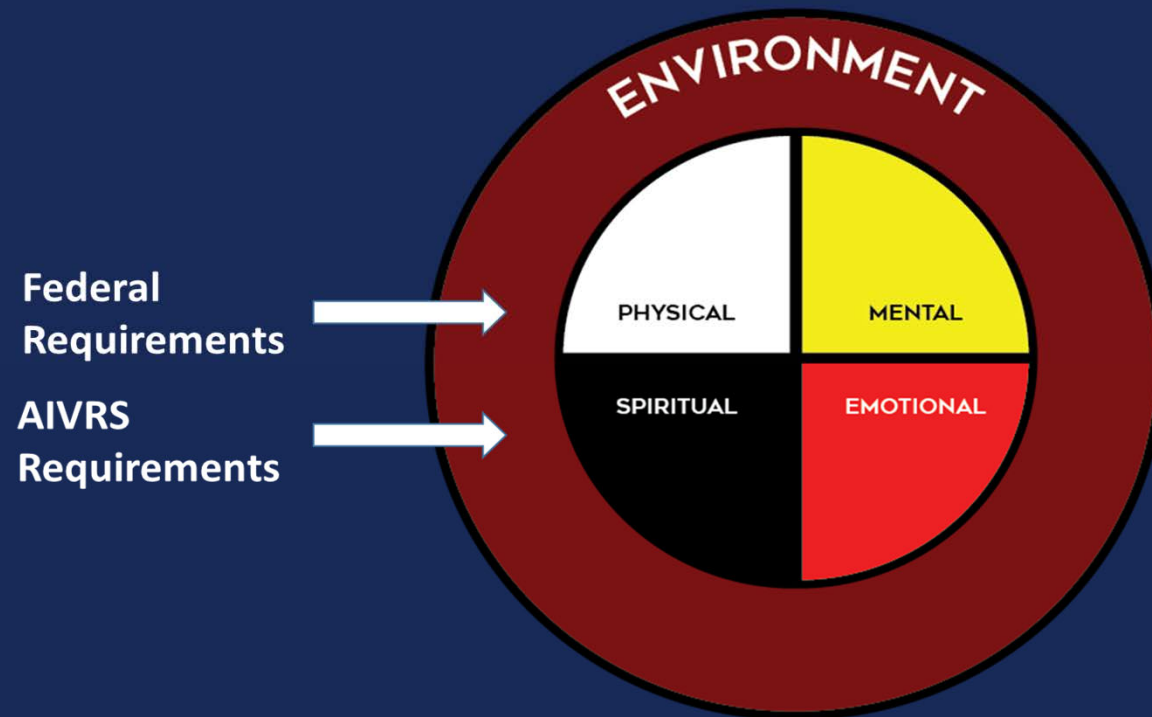 ENVIRONMENT
Federal
Requirements
AIVRS
Requirements
PHYSICAL
MENTAL
SPIRITUAL
EMOTIONAL